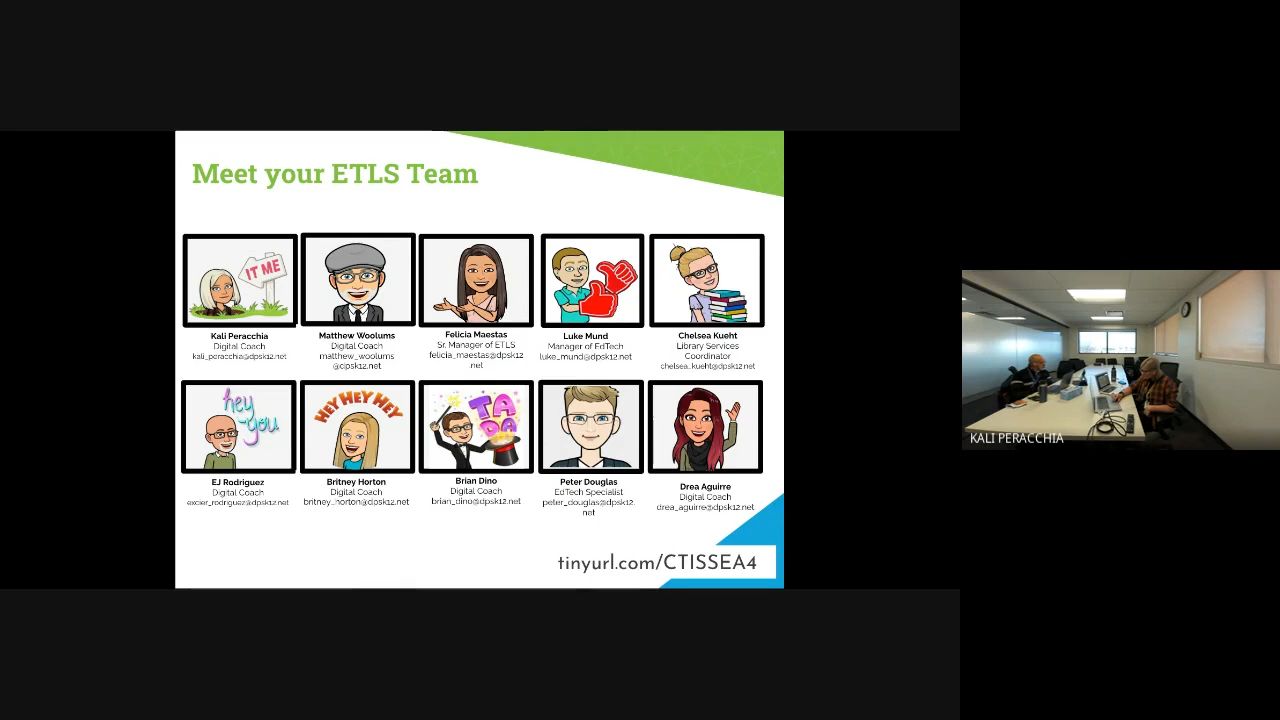 Meet your ETLS Team
IT ME
Kali Peracchia
Digital Coach
kali_peracchia@dpsk12.net
Matthew Woolums
Digital Coach
matthew_woolums
@dpsk12.net
Felicia Maestas
Sr. Manager of ETLS
felicia_maestas@dpsk12
.net
Luke Mund
Manager of EdTech
luke_mund@dpsk12.net
Chelsea Kueht
Library Services
Coordinator
chelsea_kueht@dpsk12.net
hey
you
EJ Rodriguez
Digital Coach
excier_rodriguez@dpsk12.net
HEY HEY HEY
Britney Horton
Digital Coach
britney_horton@dpsk12.net
TA
DA
Brian Dino
Digital Coach
brian_dino@dpsk12.net
Peter Douglas
EdTech Specialist
peter_douglas@dpsk12.
net
Drea Aguirre
Digital Coach
drea_aguirre@dpsk12.net
tinyurl.com/CTISSEA4
KALI PERACCHIA